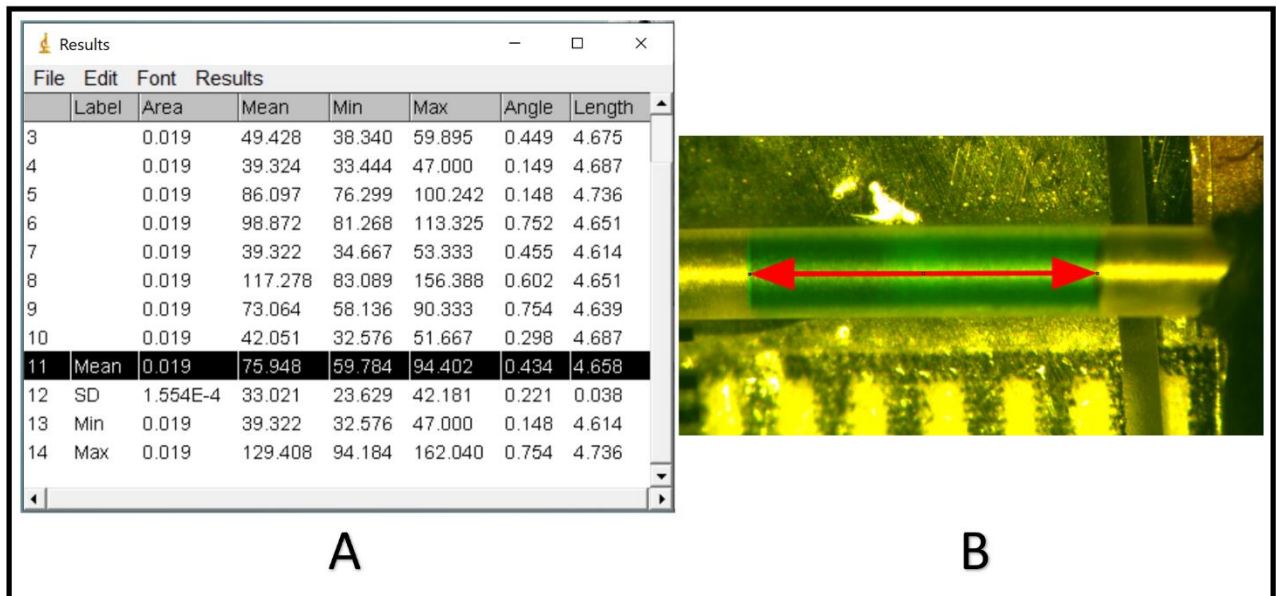 Results
File Edit Font Results
Label Area Mean Min Max Angle Length
3 0.019 49.428 38.340 59.895 0.449 4.675
4 0.019 39.324 33.444 47.000 0.149 4.687
5 0.019 86.097 76.299 100.242 0.148 4.736
6 0.019 98.872 81.268 113.325 0.752 4.651
7 0.019 39.322 34.667 53.333 0.455 4.614
8 0.019 117.278 83.089 156.388 0.602 4.651
9 0.019 73.064 58.136 90.333 0.754 4.639
10 0.019 42.051 32.576 51.667 0.298 4.687
11 Mean 0.019 75.948 59.784 94.402 0.434 4.658
12 SD 1.554E-4 33.021 23.629 42.181 0.221 0.038
13 Min 0.019 39.322 32.576 47.000 0.148 4.614
14 Max 0.019 129.408 94.184 162.040 0.754 4.736
A B